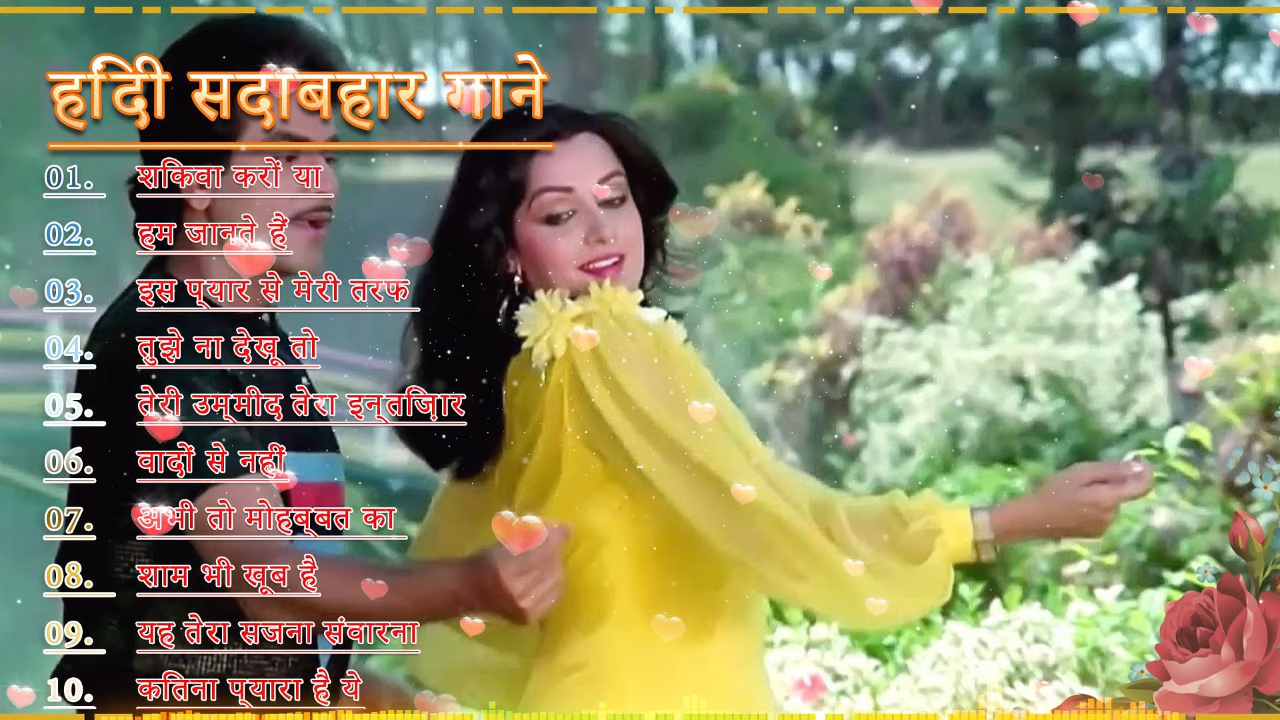 हदिी सदाबहार गाने
01. शकिवा करों या
02. हम जानते हैं
03. इस प्‌यार से मेरी तरफ
04. तुझे ना देखू तो
05. तेरी उम्‌मीद तेरा इन्‌तज़िार
06. वादों से नहीं
07. अभी तो मोहब्‌बत का
08. शाम भी खूब है
09. यह तेरा सजना संवारना
10. कतिना प्‌यारा है ये